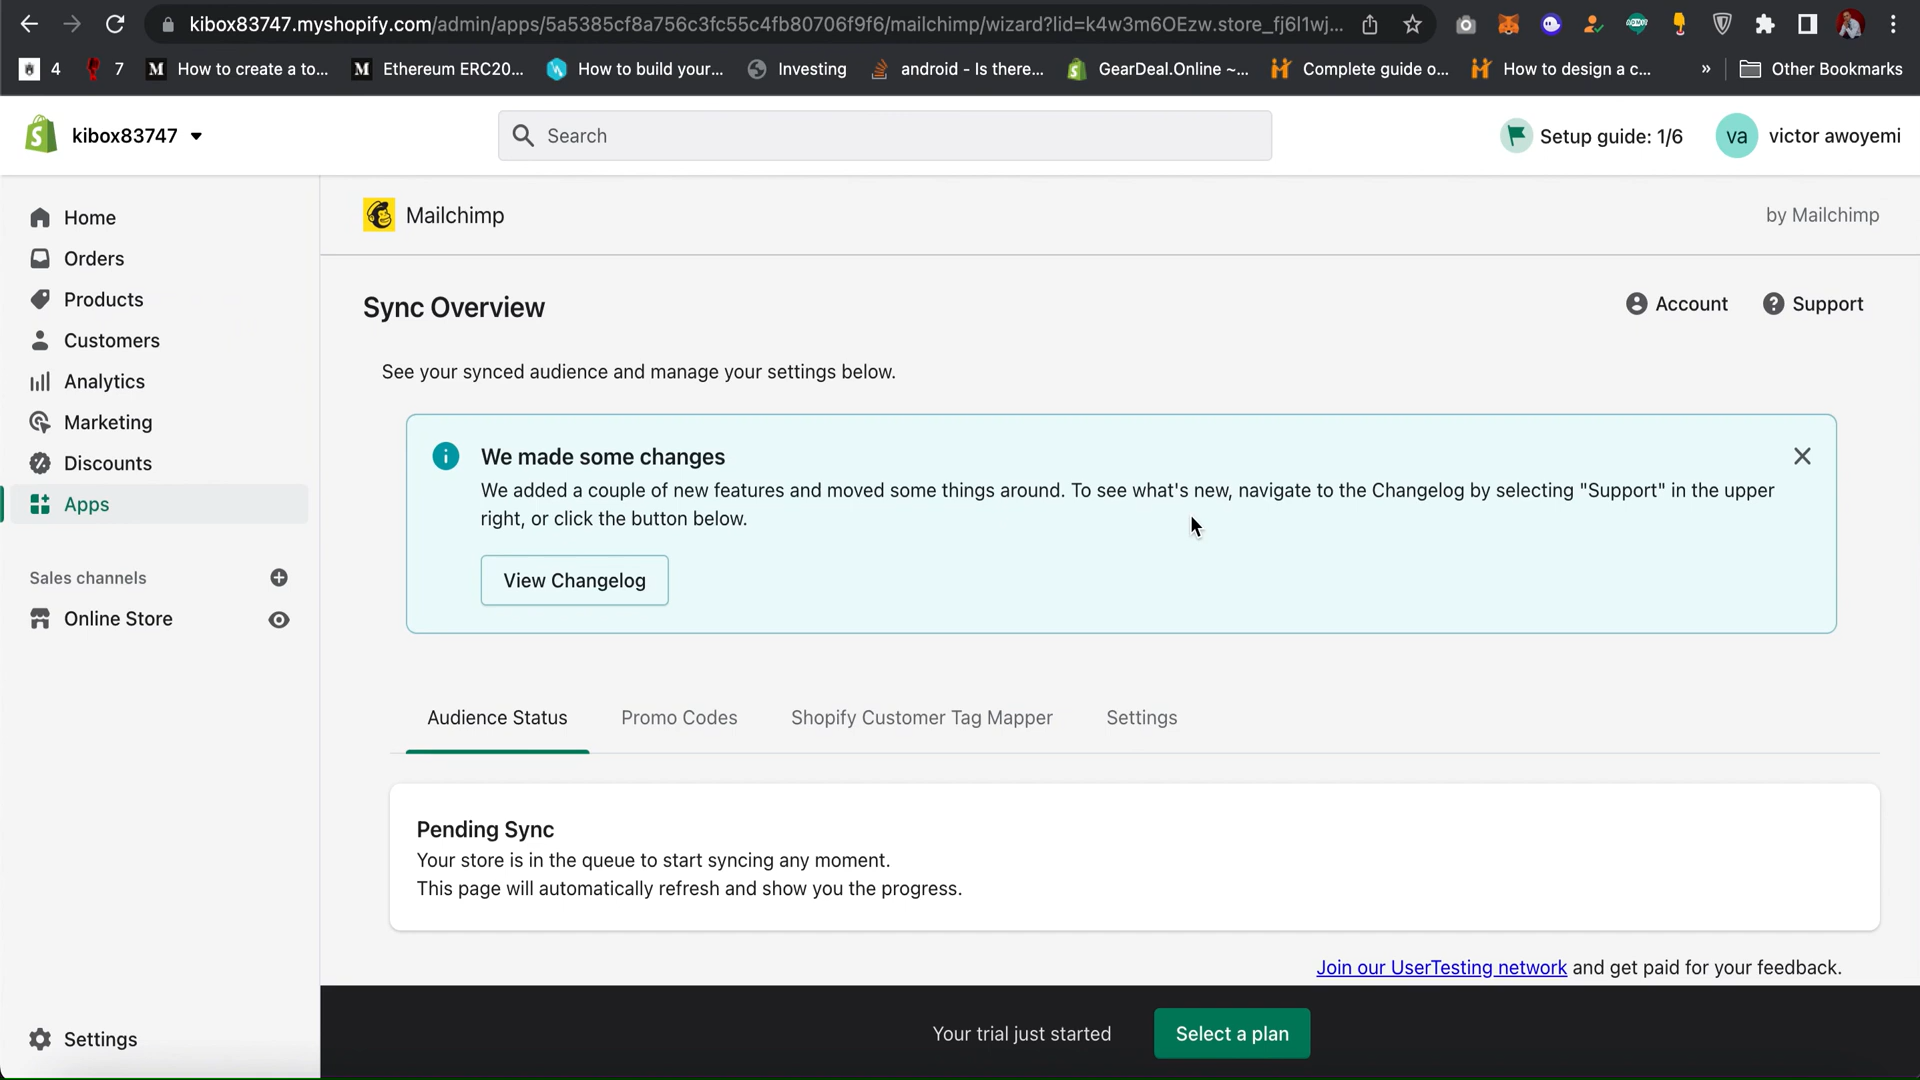 kibox83747.myshopify.com/admin/apps/5a5385cf8a756c3fc55c4fb80706f9f6/mailchimp/wizard?lid=k4w3m6OEzw.store_fj6l1wj...
4 7 How to create a to... Ethereum ERC20... How to build your... Investing android - Is there... GearDeal.Online ~... Complete guide o... How to design a c... » Other Bookmarks
kibox83747 Search Setup guide: 1/6 va victor awoyemi
Home
Orders
Products
Customers
Analytics
Marketing
Discounts
Apps
Sales channels
Online Store
Settings
Mailchimp by Mailchimp
Sync Overview Account Support
See your synced audience and manage your settings below.
We made some changes
We added a couple of new features and moved some things around. To see what's new, navigate to the Changelog by selecting "Support" in the upper
right, or click the button below.
View Changelog
Audience Status Promo Codes Shopify Customer Tag Mapper Settings
Pending Sync
Your store is in the queue to start syncing any moment.
This page will automatically refresh and show you the progress.
Join our UserTesting network and get paid for your feedback.
Your trial just started Select a plan